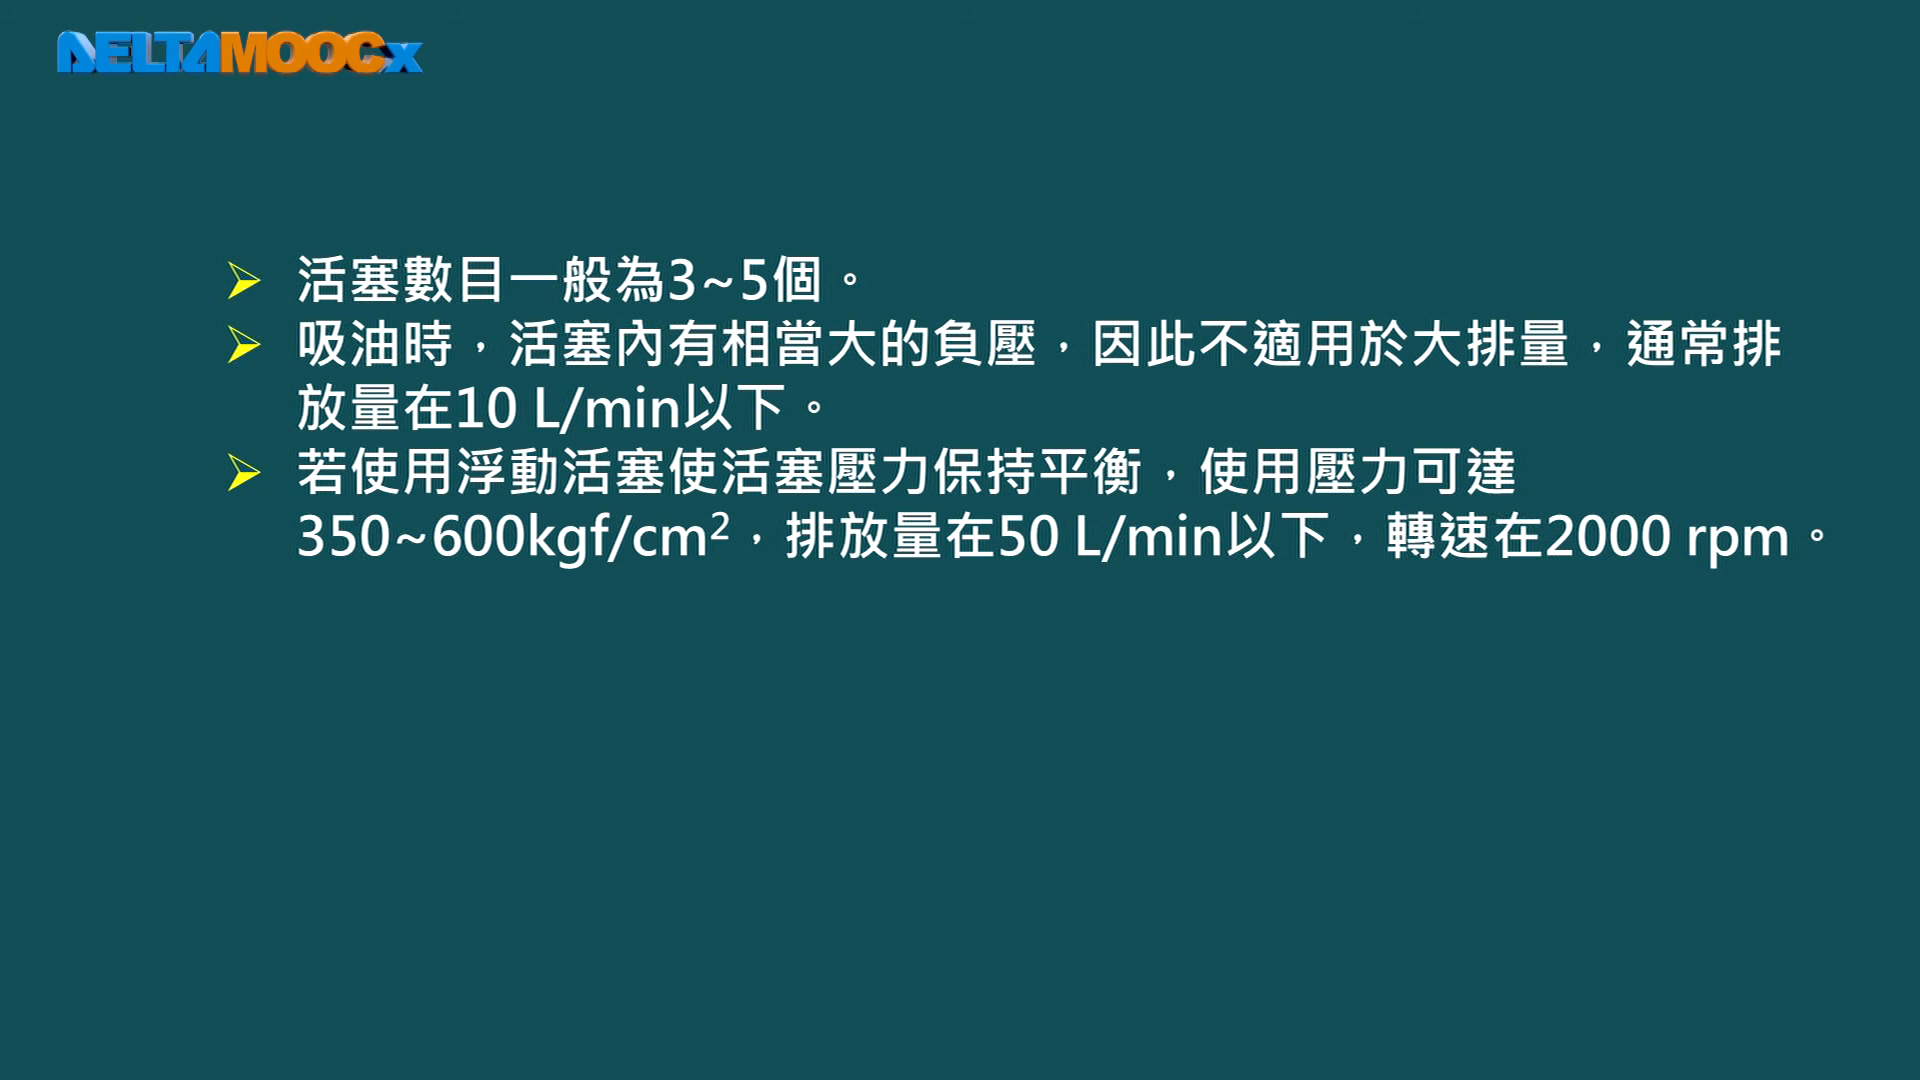 DELTAMOOCx
活塞數目一般為3~5個。
吸油時，活塞內有相當大的負壓，因此不適用於大排量，通常排
放量在10 L/min以下。
若使用浮動活塞使活塞壓力保持平衡，使用壓力可達
350~600kgf/cm²，排放量在50 L/min以下，轉速在2000 rpm。